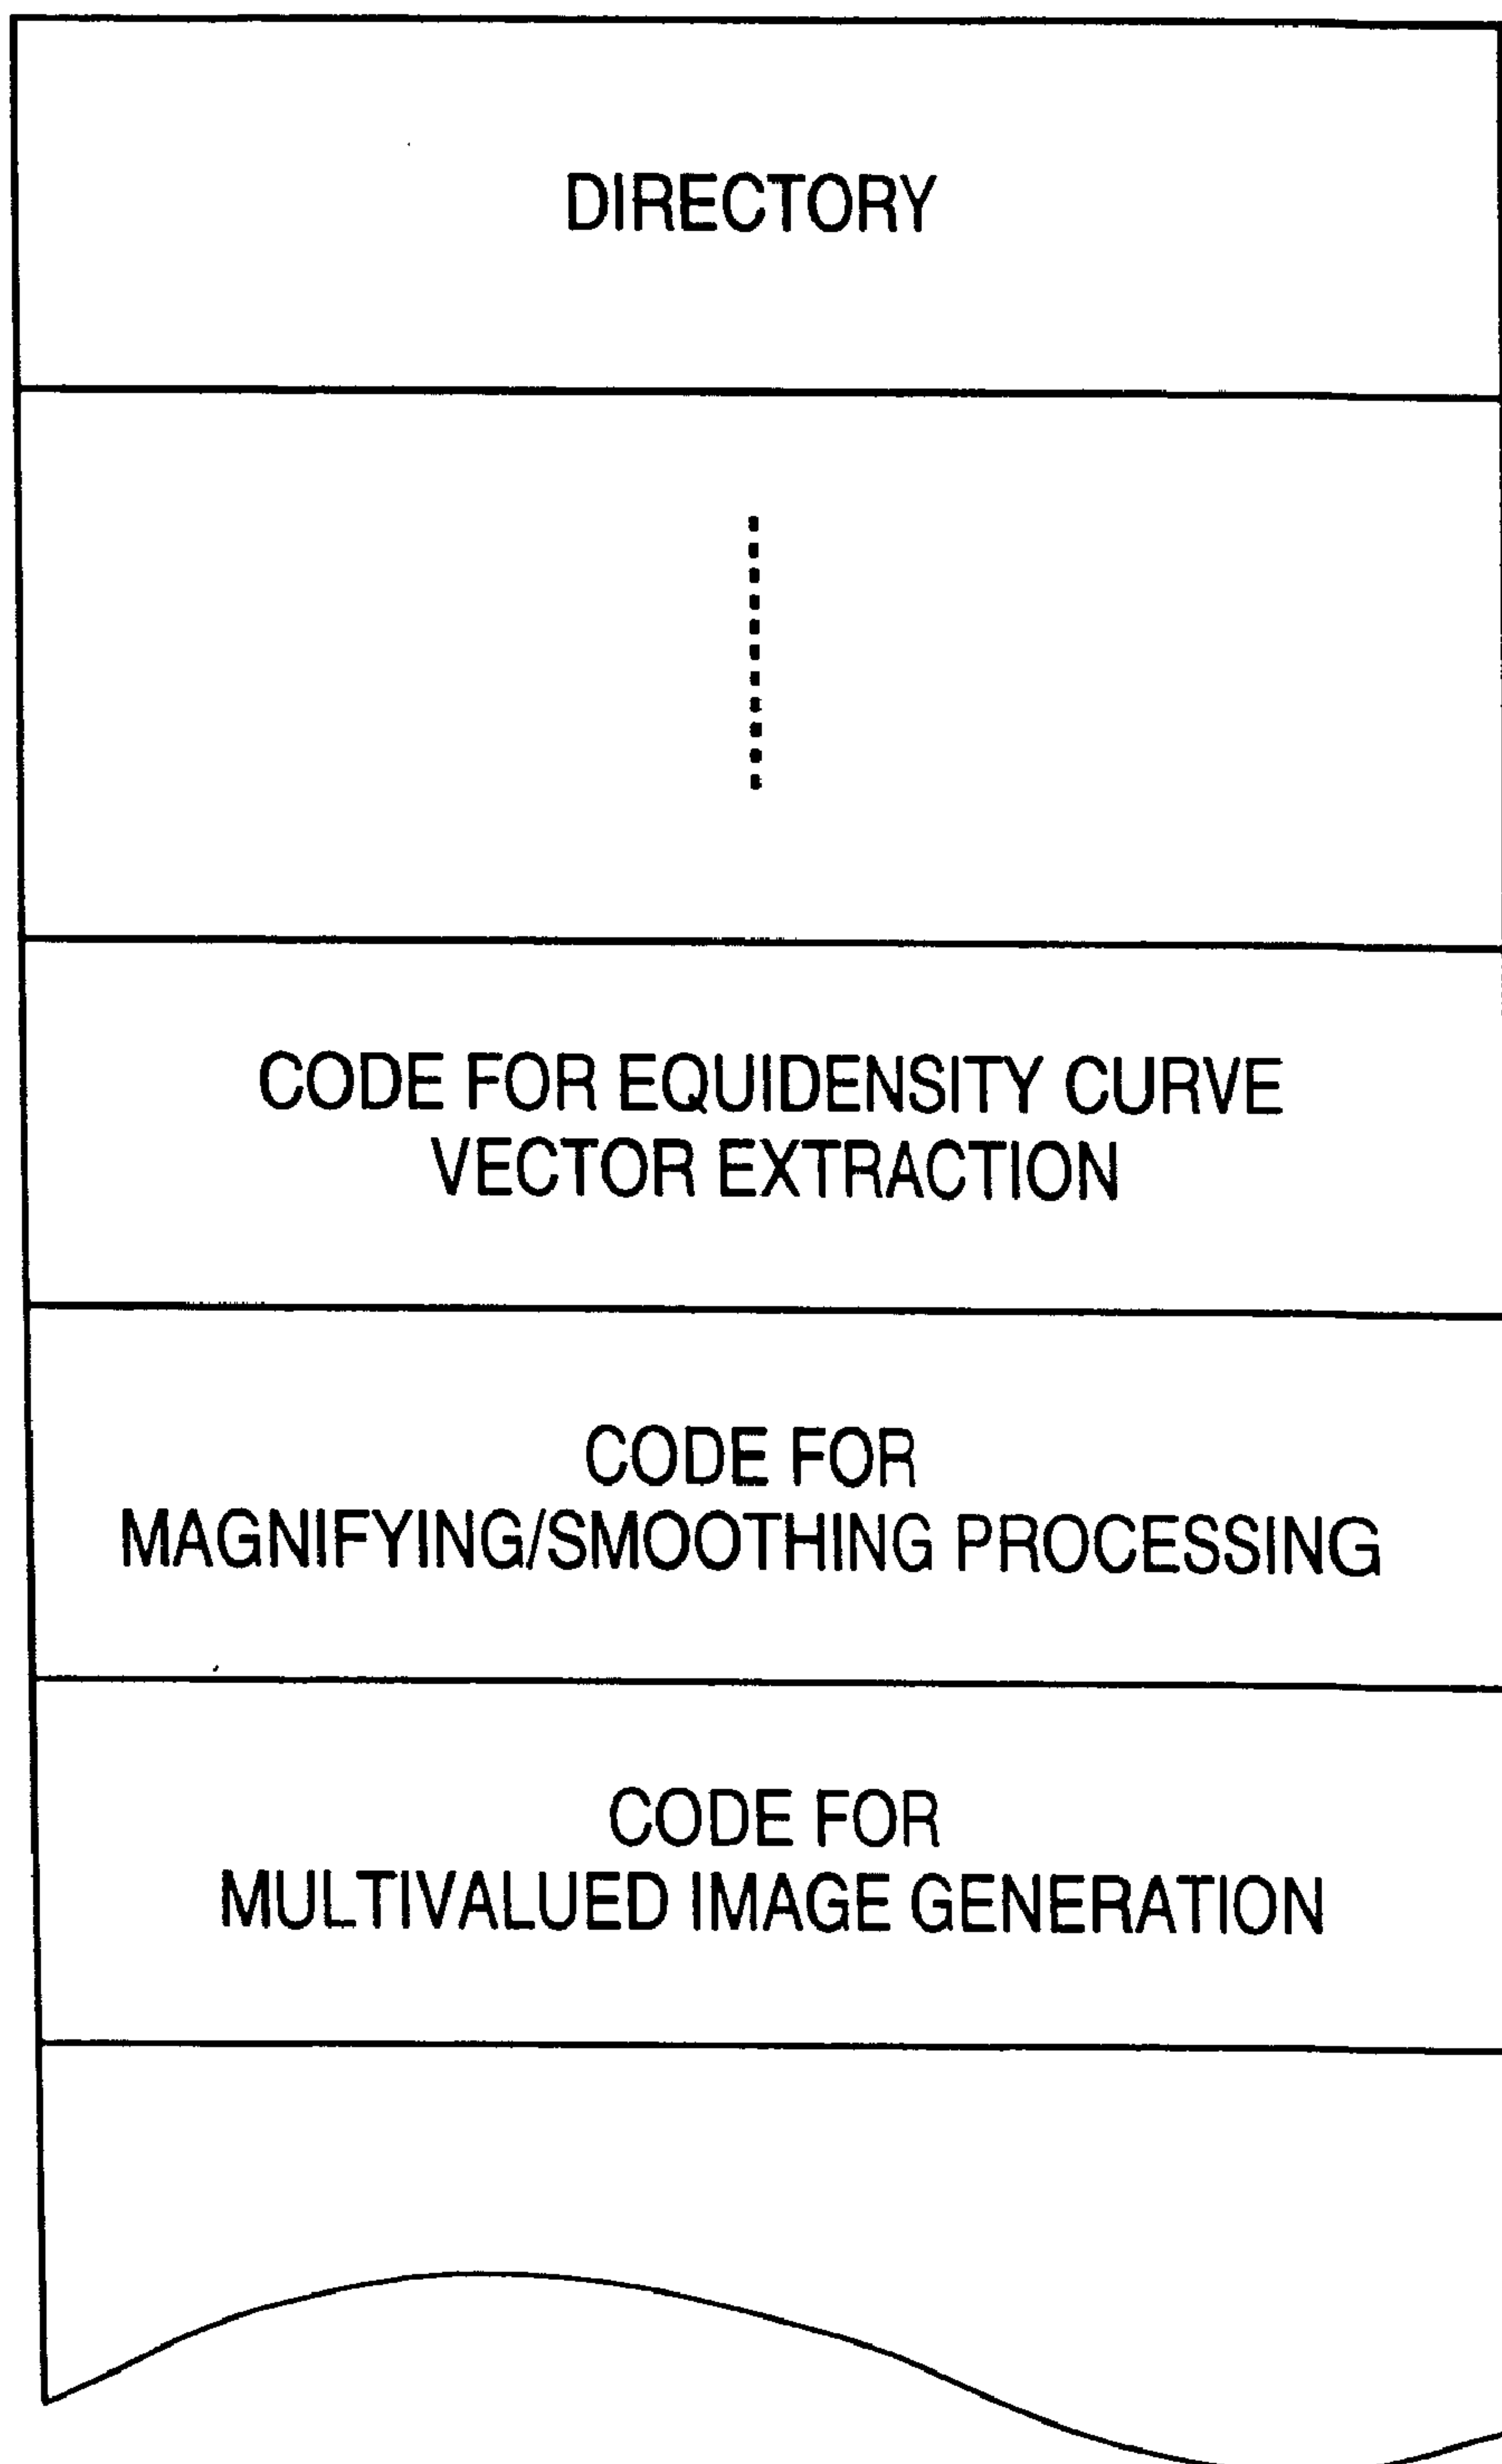 DIRECTORY
CODE FOR EQUIDENSITY CURVE
VECTOR EXTRACTION
CODE FOR
MAGNIFYING/SMOOTHING PROCESSING
CODE FOR
MULTIVALUED IMAGE GENERATION